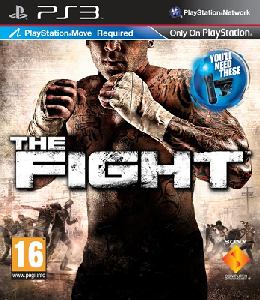 PS3
PlayStation Network
PlayStation Move Required
Only On PlayStation
YOU'LL
NEED THESE
THE
FIGHT
16
www.pegi.info
SONY